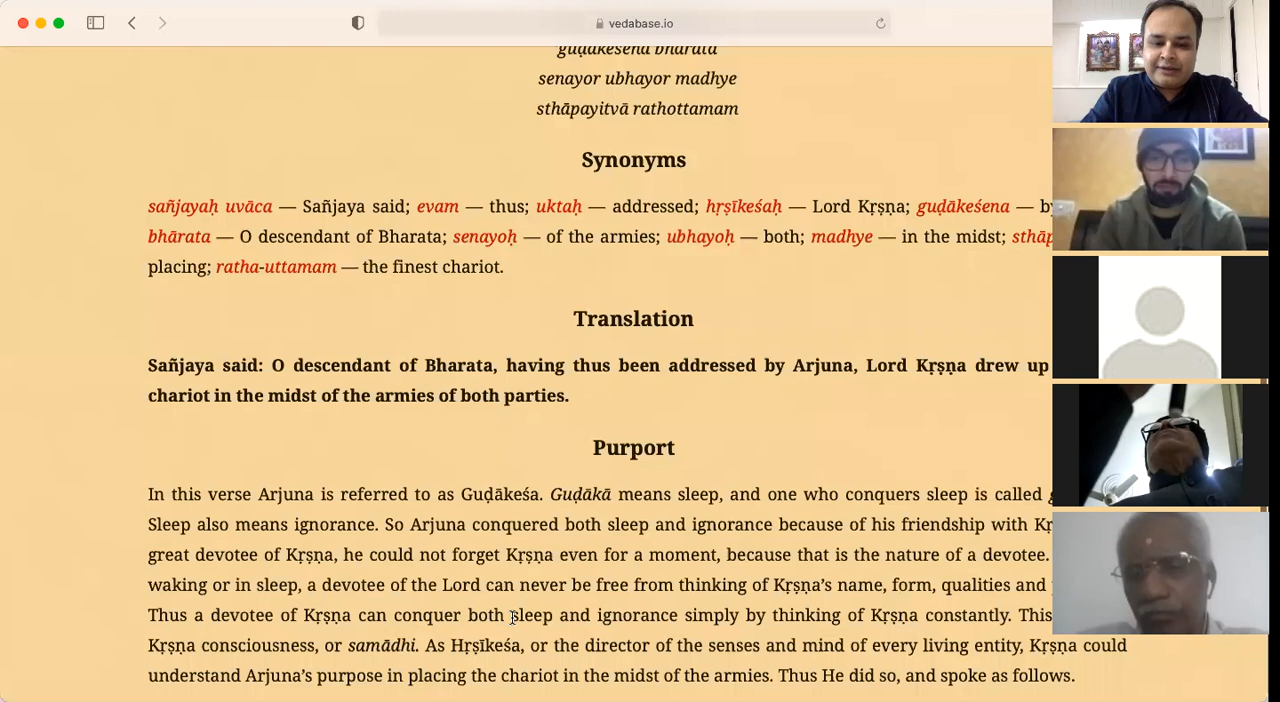 vedabase.io
guḍākeśena bhārata
senayor ubhayor madhye
sthāpayitvā rathottamam
Synonyms
sañjayaḥ uvāca — Sañjaya said; evam — thus; uktaḥ — addressed; hṛṣīkeśaḥ — Lord Kṛṣṇa; guḍākeśena —
bhārata — O descendant of Bharata; senayoḥ — of the armies; ubhayoḥ — both; madhye — in the midst;
placing; ratha-uttamam — the finest chariot.
Translation
Sañjaya said: O descendant of Bharata, having thus been addressed by Arjuna, Lord Kṛṣṇa drew up
chariot in the midst of the armies of both parties.
Purport
In this verse Arjuna is referred to as Guḍākeśa. Guḍākā means sleep, and one who conquers sleep is called
Sleep also means ignorance. So Arjuna conquered both sleep and ignorance because of his friendship with
great devotee of Kṛṣṇa, he could not forget Kṛṣṇa even for a moment, because that is the nature of a devotee.
waking or in sleep, a devotee of the Lord can never be free from thinking of Kṛṣṇa’s name, form, qualities and
Thus a devotee of Kṛṣṇa can conquer both sleep and ignorance simply by thinking of Kṛṣṇa constantly. This
Kṛṣṇa consciousness, or samādhi. As Hṛṣīkeśa, or the director of the senses and mind of every living entity, Kṛṣṇa could
understand Arjuna’s purpose in placing the chariot in the midst of the armies. Thus He did so, and spoke as follows.